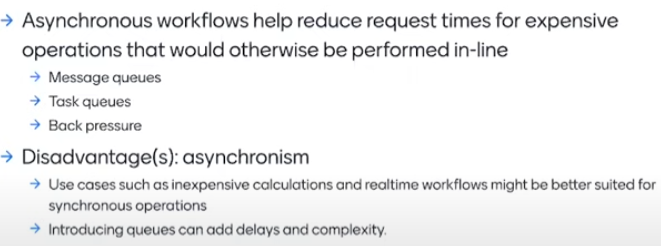 → Asynchronous workflows help reduce request times for expensive
operations that would otherwise be performed in-line
→ Message queues
→ Task queues
→ Back pressure
→ Disadvantage(s): asynchronism
→ Use cases such as inexpensive calculations and realtime workflows might be better suited for
synchronous operations
→ Introducing queues can add delays and complexity.